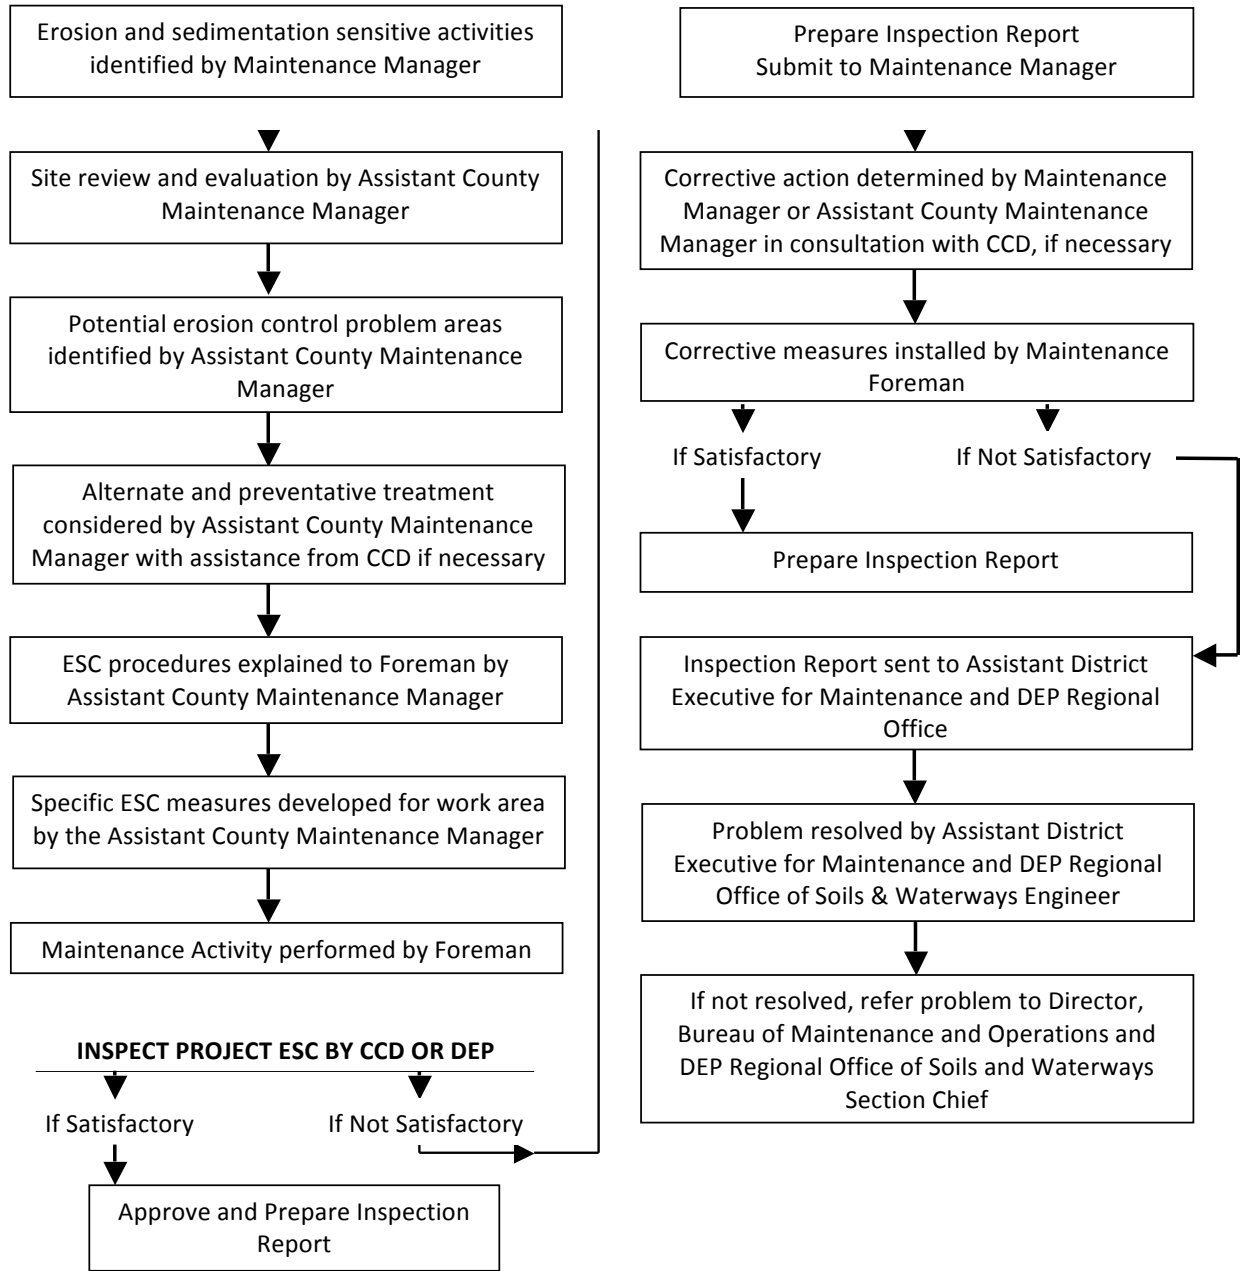 Erosion and sedimentation sensitive activities
identified by Maintenance Manager
Site review and evaluation by Assistant County
Maintenance Manager
Potential erosion control problem areas
identified by Assistant County Maintenance
Manager
Alternate and preventative treatment
considered by Assistant County Maintenance
Manager with assistance from CCD if necessary
ESC procedures explained to Foreman by
Assistant County Maintenance Manager
Specific ESC measures developed for work area
by the Assistant County Maintenance Manager
Maintenance Activity performed by Foreman
INSPECT PROJECT ESC BY CCD OR DEP
If Satisfactory
If Not Satisfactory
Approve and Prepare Inspection
Report
Prepare Inspection Report
Submit to Maintenance Manager
Corrective action determined by Maintenance
Manager or Assistant County Maintenance
Manager in consultation with CCD, if necessary
Corrective measures installed by Maintenance
Foreman
If Satisfactory
If Not Satisfactory
Prepare Inspection Report
Inspection Report sent to Assistant District
Executive for Maintenance and DEP Regional
Office
Problem resolved by Assistant District
Executive for Maintenance and DEP Regional
Office of Soils & Waterways Engineer
If not resolved, refer problem to Director,
Bureau of Maintenance and Operations and
DEP Regional Office of Soils and Waterways
Section Chief